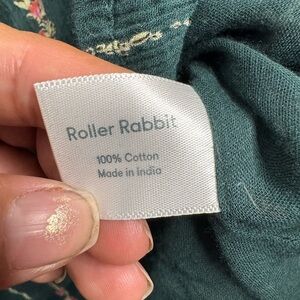 Roller Rabbit
100% Cotton
Made in India